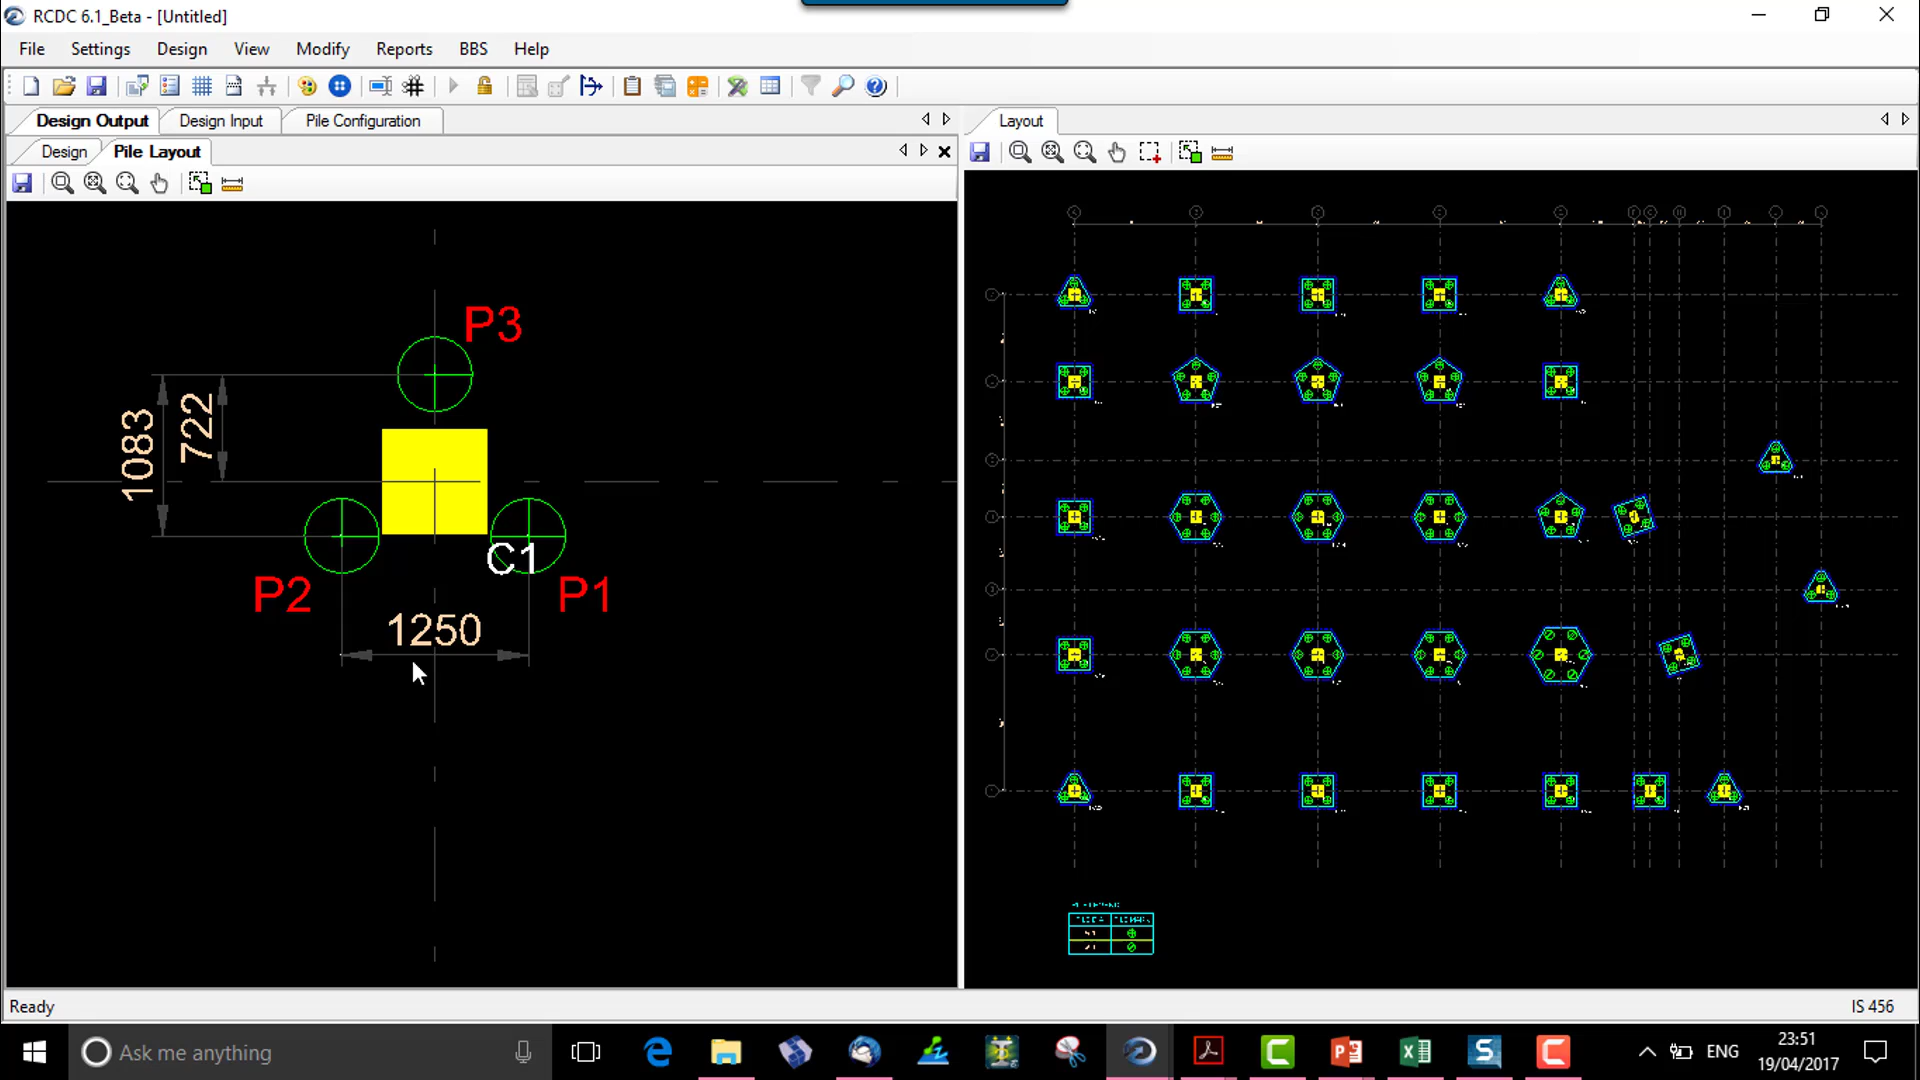 RCDC 6.1_Beta - [Untitled]
File Settings Design View Modify Reports BBS Help
Design Output Design Input Pile Configuration
Layout
Design Pile Layout
P3
1083
722
C1
P2
P1
1250
Ready
IS 456
Ask me anything
ENG
23:51
19/04/2017